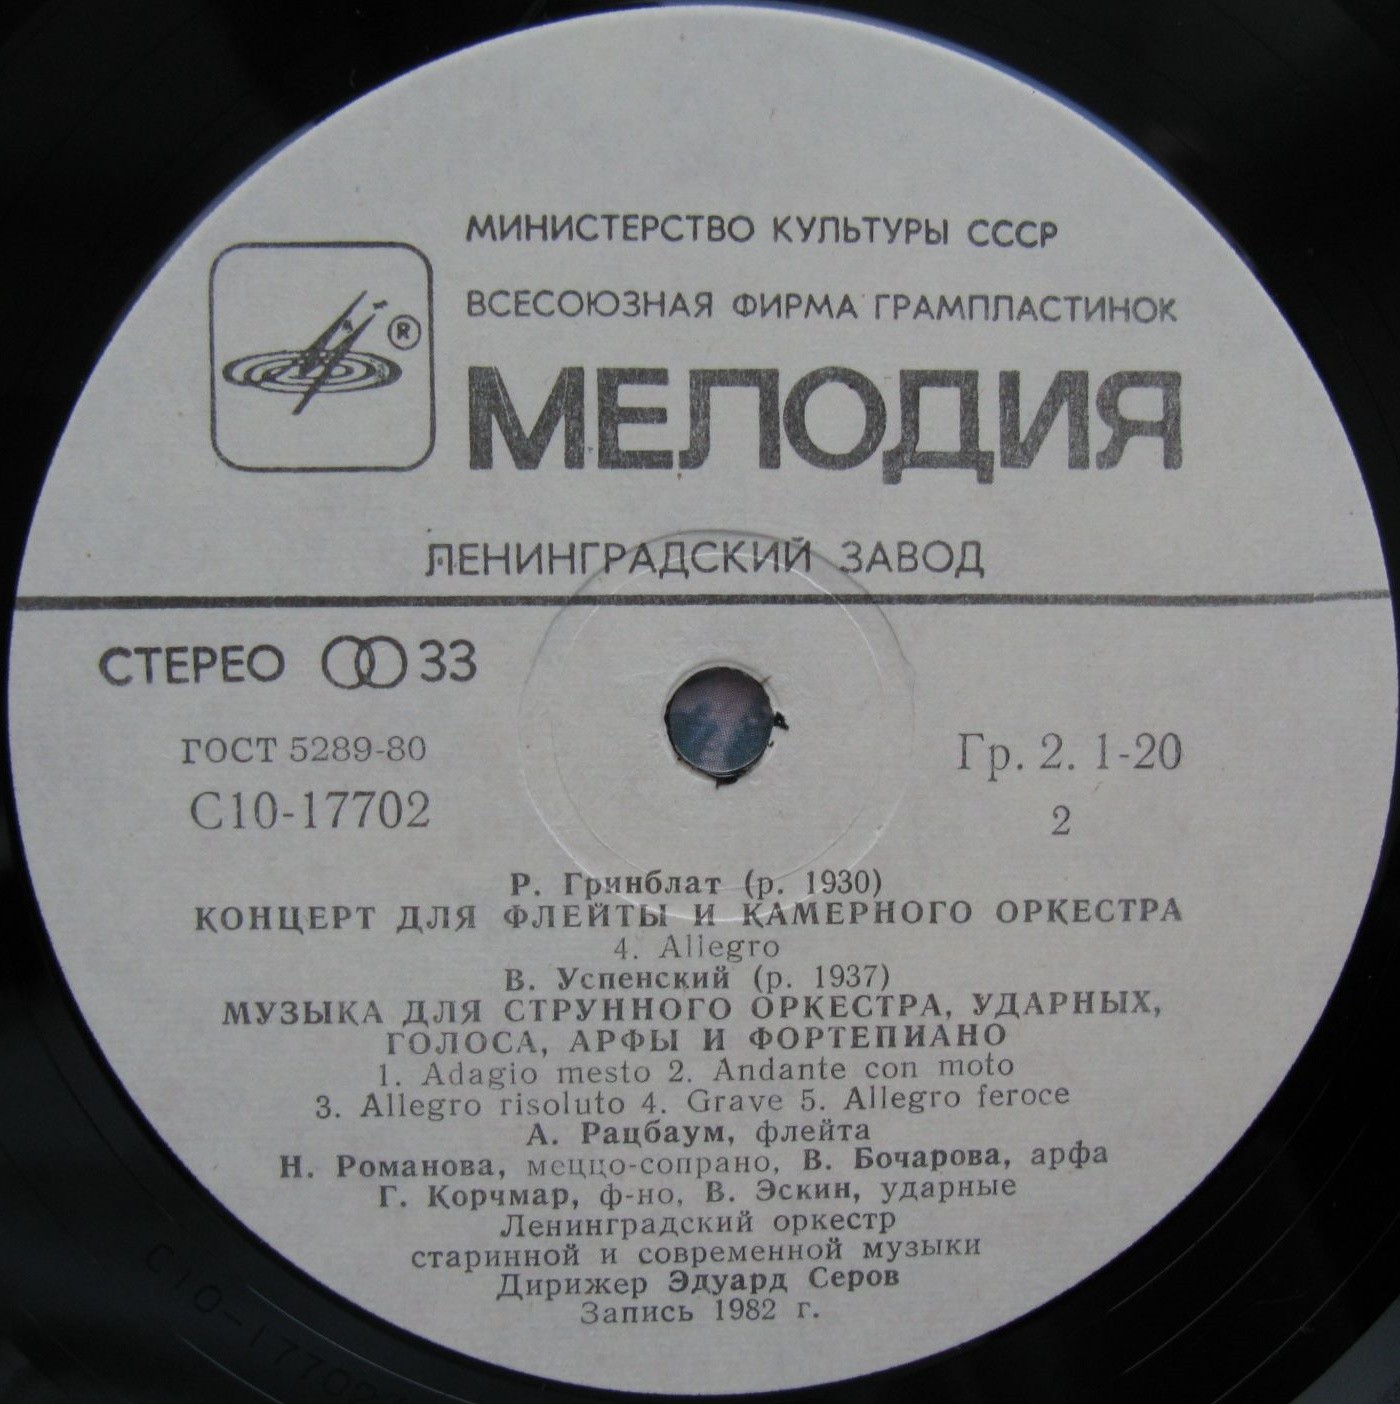 МИНИСТЕРСТВО КУЛЬТУРЫ СССР
ВСЕСОЮЗНАЯ ФИРМА ГРАМПЛАСТИНОК
®
МЕЛОДИЯ
ЛЕНИНГРАДСКИЙ ЗАВОД
СТЕРЕО 33
ГОСТ 5289-80
Гр. 2. 1-20
С10-17702
2
Р. Гринблат (р. 1930)
КОНЦЕРТ ДЛЯ ФЛЕЙТЫ И КАМЕРНОГО ОРКЕСТРА
4. Allegro
В. Успенский (р. 1937)
МУЗЫКА ДЛЯ СТРУННОГО ОРКЕСТРА, УДАРНЫХ,
ГОЛОСА, АРФЫ И ФОРТЕПИАНО
1. Adagio mesto 2. Andante con moto
3. Allegro risoluto 4. Grave 5. Allegro feroce
А. Рацбаум, флейта
Н. Романова, меццо-сопрано, В. Бочарова, арфа
Г. Корчмар, ф-но, В. Эскин, ударные
Ленинградский оркестр
старинной и современной музыки
Дирижер Эдуард Серов
Запись 1982 г.
С10-1770